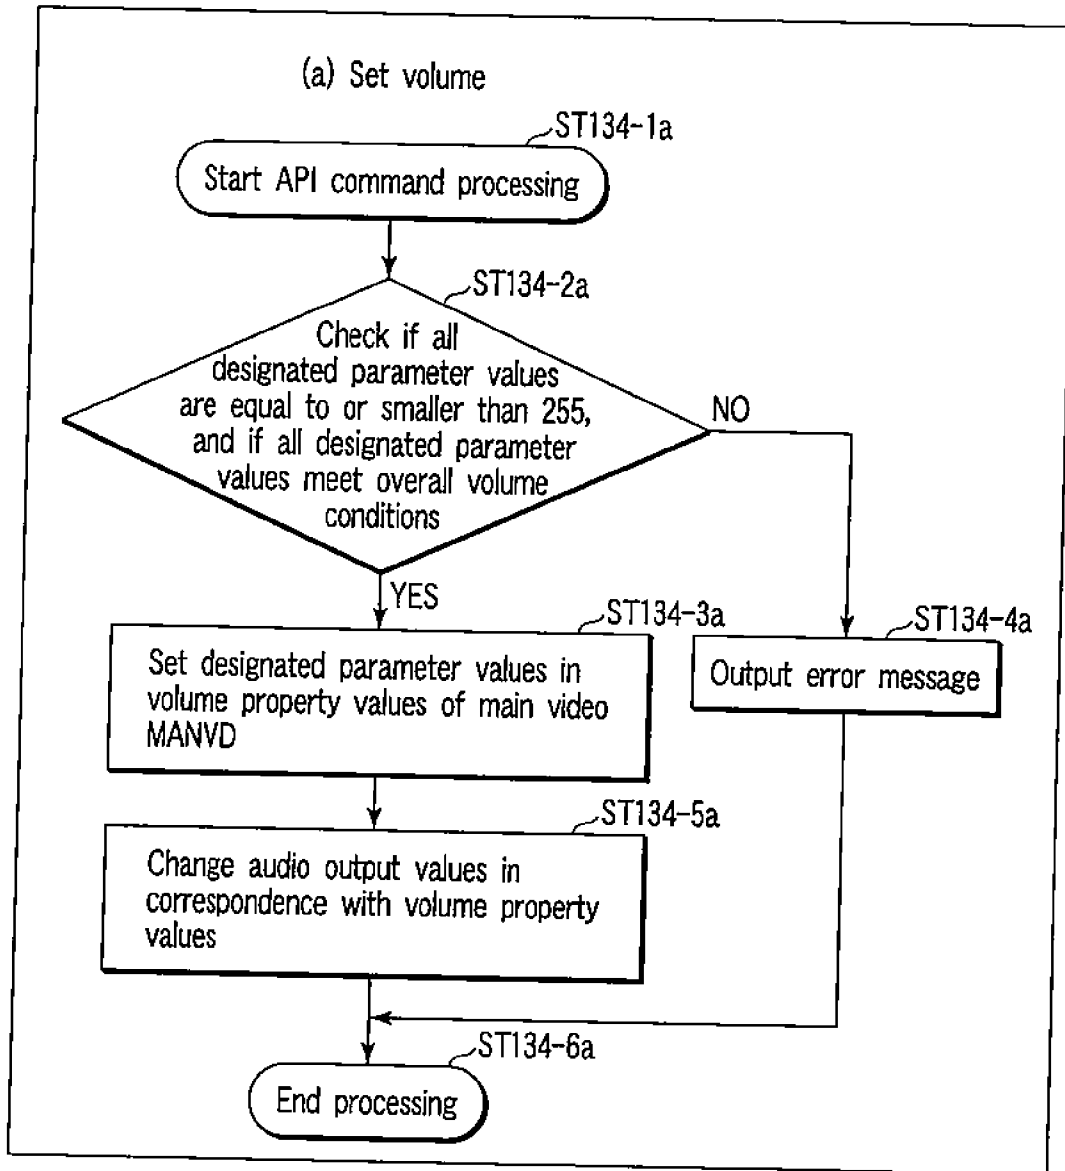 (a) Set volume
ST134-1a
Start API command processing
ST134-2a
Check if all
designated parameter values
are equal to or smaller than 255,
and if all designated parameter
values meet overall volume
conditions
NO
YES
ST134-3a
Set designated parameter values in
volume property values of main video
MANVD
ST134-4a
Output error message
ST134-5a
Change audio output values in
correspondence with volume property
values
ST134-6a
End processing